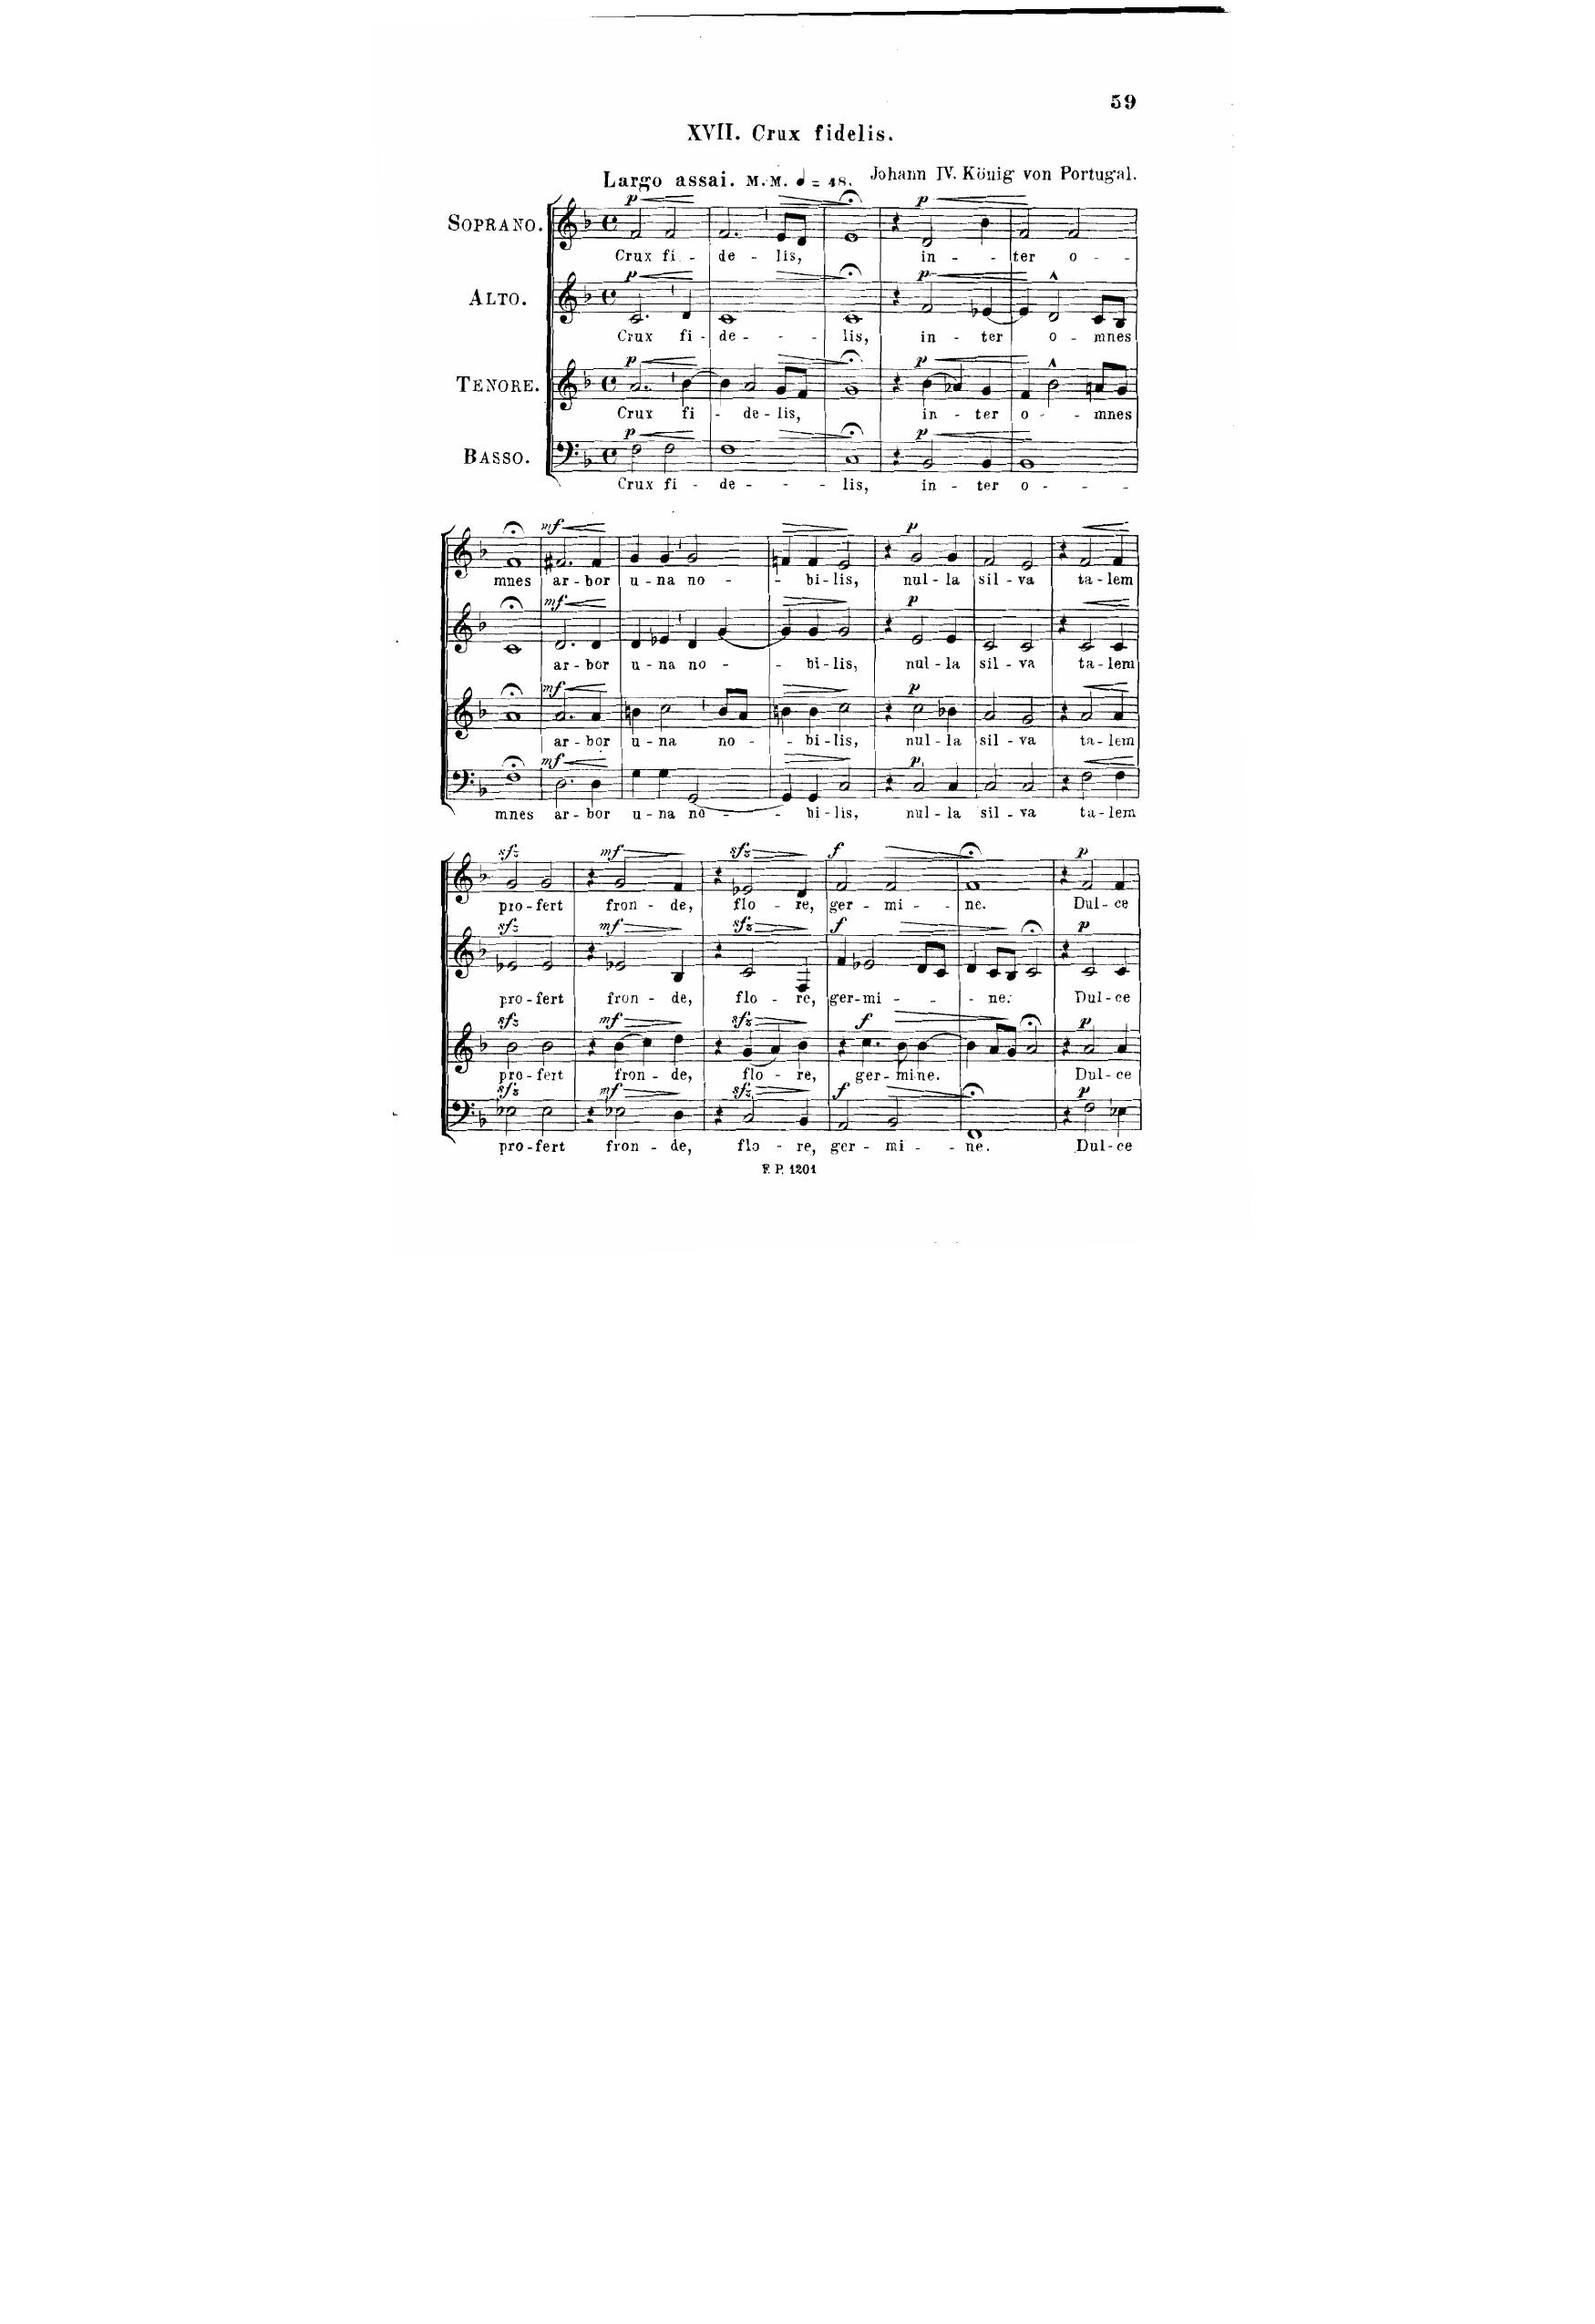 59
XVII. Crux fidelis.
Largo assai. M. M. = 48. Johann IV. König von Portugal.
p
SOPRANO.
Crux fi - de - lis, in - - ter o - -
p
ALTO.
Crux fi - de - - - lis, in - ter o - mnes
p
TENORE.
Crux fi - de - lis, in - ter o - - mnes
p
BASSO.
Crux fi - de - - - lis, in - ter o - - -
mf p
mnes ar - bor u - na no - - bi - lis, nul - la sil - va ta - lem
mf p
ar - bor u - na no - - bi - lis, nul - la sil - va ta - lem
mf p
ar - bor u - na no - - bi - lis, nul - la sil - va ta - lem
mf p
mnes ar - bor u - na no - - bi - lis, nul - la sil - va ta - lem
sfz mf sfz f p
pro - fert fron - de, flo - re, ger - mi - - ne. Dul - ce
sfz mf sfz f p
pro - fert fron - de, flo - re, ger - mi - - - ne. Dul - ce
sfz mf sfz f p
pro - fert fron - de, flo - re, ger - mine. Dul - ce
sfz mf sfz f p
pro - fert fron - de, flo - re, ger - mi - - ne. Dul - ce
F. P. 1201